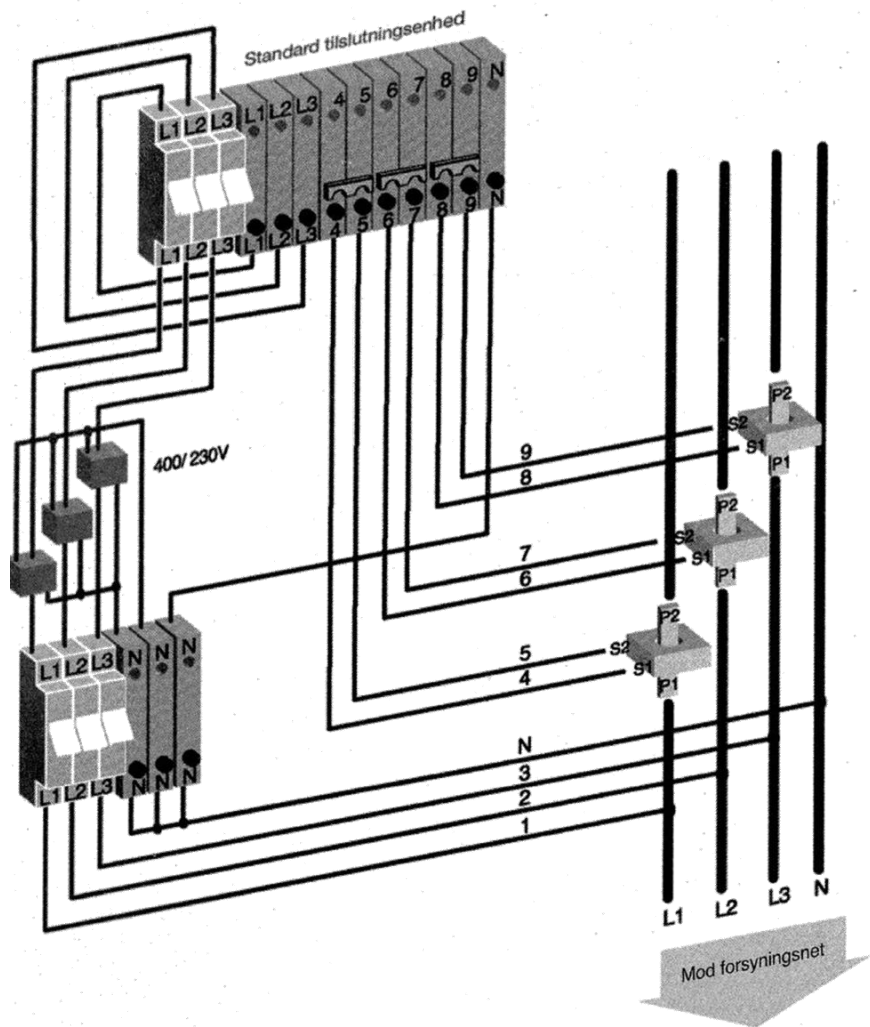 Standard tilslutningsenhed
L1 L2 L3 L1 L2 L3 4 5 6 7 8 9 N
L1 L2 L3 L1 L2 L3 4 5 6 7 8 9 N
400/230V
9
8
7
6
5
4
N
3
2
1
P2
S2
S1
P1
P2
S2
S1
P1
P2
S2
S1
P1
L1 L2 L3 N N N
L1 L2 L3 N N N
L1 L2 L3 N
Mod forsyningsnet